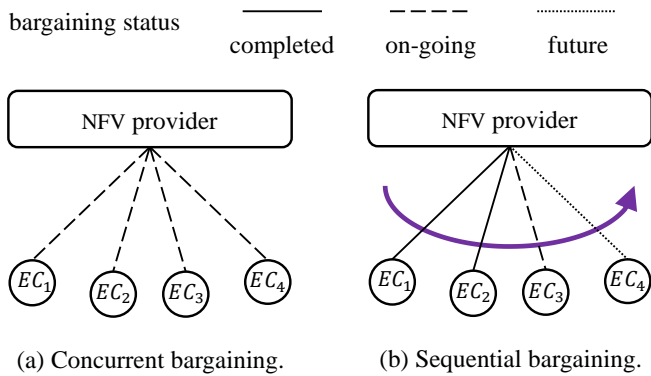 bargaining status
completed on-going future
NFV provider
EC₁ EC₂ EC₃ EC₄
(a) Concurrent bargaining.
NFV provider
EC₁ EC₂ EC₃ EC₄
(b) Sequential bargaining.